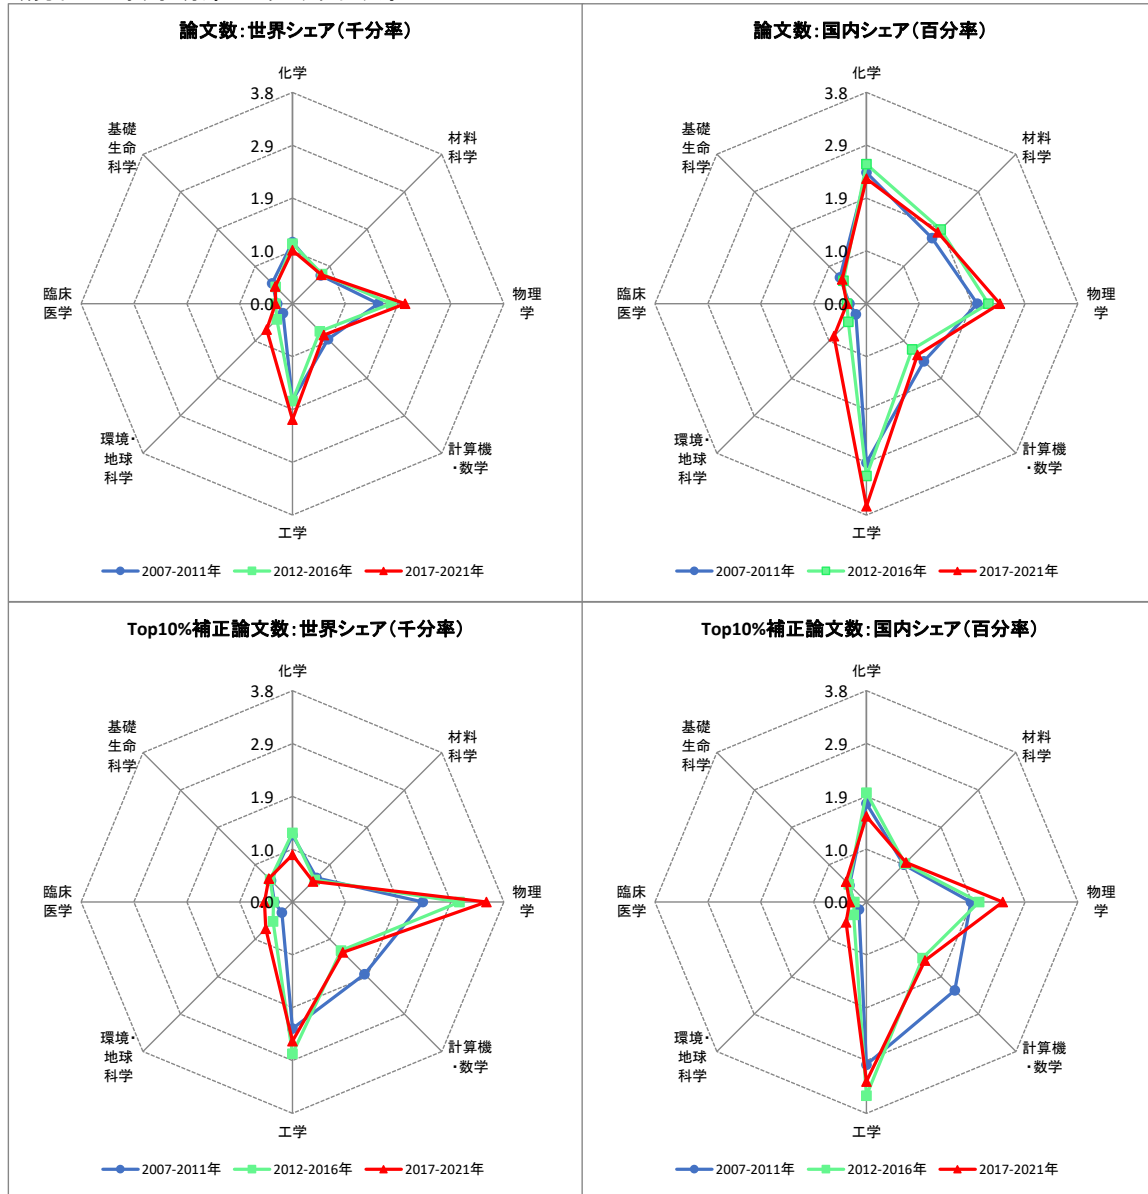 論文数：世界シェア（千分率）
化学
3.8
2.9
1.9
1.0
0.0
材料
科学
物理
学
計算機
・数学
工学
環境・
地球
科学
臨床
医学
基礎
生命
科学
2007-2011年 2012-2016年 2017-2021年
論文数：国内シェア（百分率）
化学
3.8
2.9
1.9
1.0
0.0
材料
科学
物理
学
計算機
・数学
工学
環境・
地球
科学
臨床
医学
基礎
生命
科学
2007-2011年 2012-2016年 2017-2021年
Top10%補正論文数：世界シェア（千分率）
化学
3.8
2.9
1.9
1.0
0.0
材料
科学
物理
学
計算機
・数学
工学
環境・
地球
科学
臨床
医学
基礎
生命
科学
2007-2011年 2012-2016年 2017-2021年
Top10%補正論文数：国内シェア（百分率）
化学
3.8
2.9
1.9
1.0
0.0
材料
科学
物理
学
計算機
・数学
工学
環境・
地球
科学
臨床
医学
基礎
生命
科学
2007-2011年 2012-2016年 2017-2021年